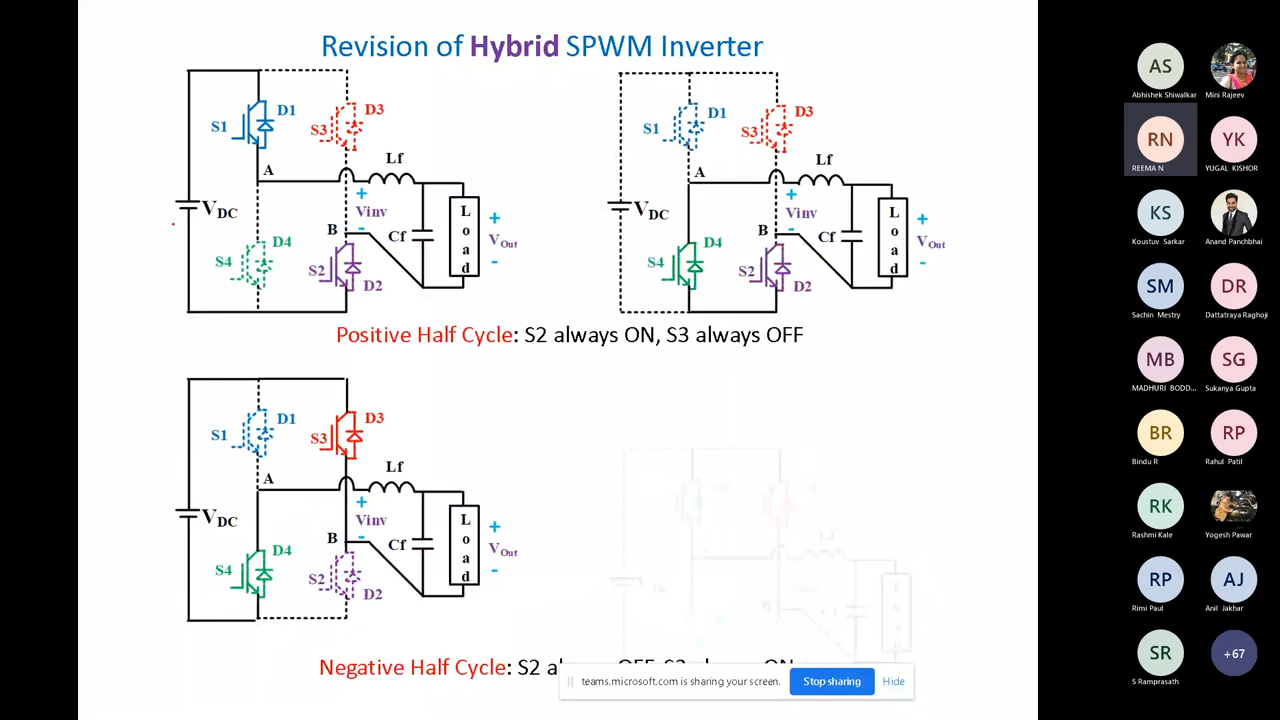 Revision of Hybrid SPWM Inverter
S1
D1
S3
D3
A
Lf
VDC
+
Vinv
-
B
Cf
Load
+
VOut
-
S4
D4
S2
D2
S1
D1
S3
D3
A
Lf
VDC
+
Vinv
-
B
Cf
Load
+
VOut
-
S4
D4
S2
D2
Positive Half Cycle: S2 always ON, S3 always OFF
S1
D1
S3
D3
A
Lf
VDC
+
Vinv
-
B
Cf
Load
+
VOut
-
S4
D4
S2
D2
Negative Half Cycle: S2
teams.microsoft.com is sharing your screen.
Stop sharing
Hide
AS
Abhishek Shiwalkar
Mini Rajeev
RN
REEMA N
YK
YUGAL KISHOR
KS
Koustuv Sarkar
Anand Panchbhai
SM
Sachin Mestry
DR
Dattatraya Raghoji
MB
MADHURI BODD...
SG
Sukanya Gupta
BR
Bindu R
RP
Rahul Patil
RK
Rashmi Kale
Yogesh Pawar
RP
Rimi Paul
AJ
Anil Jakhar
SR
S Ramprasath
+67